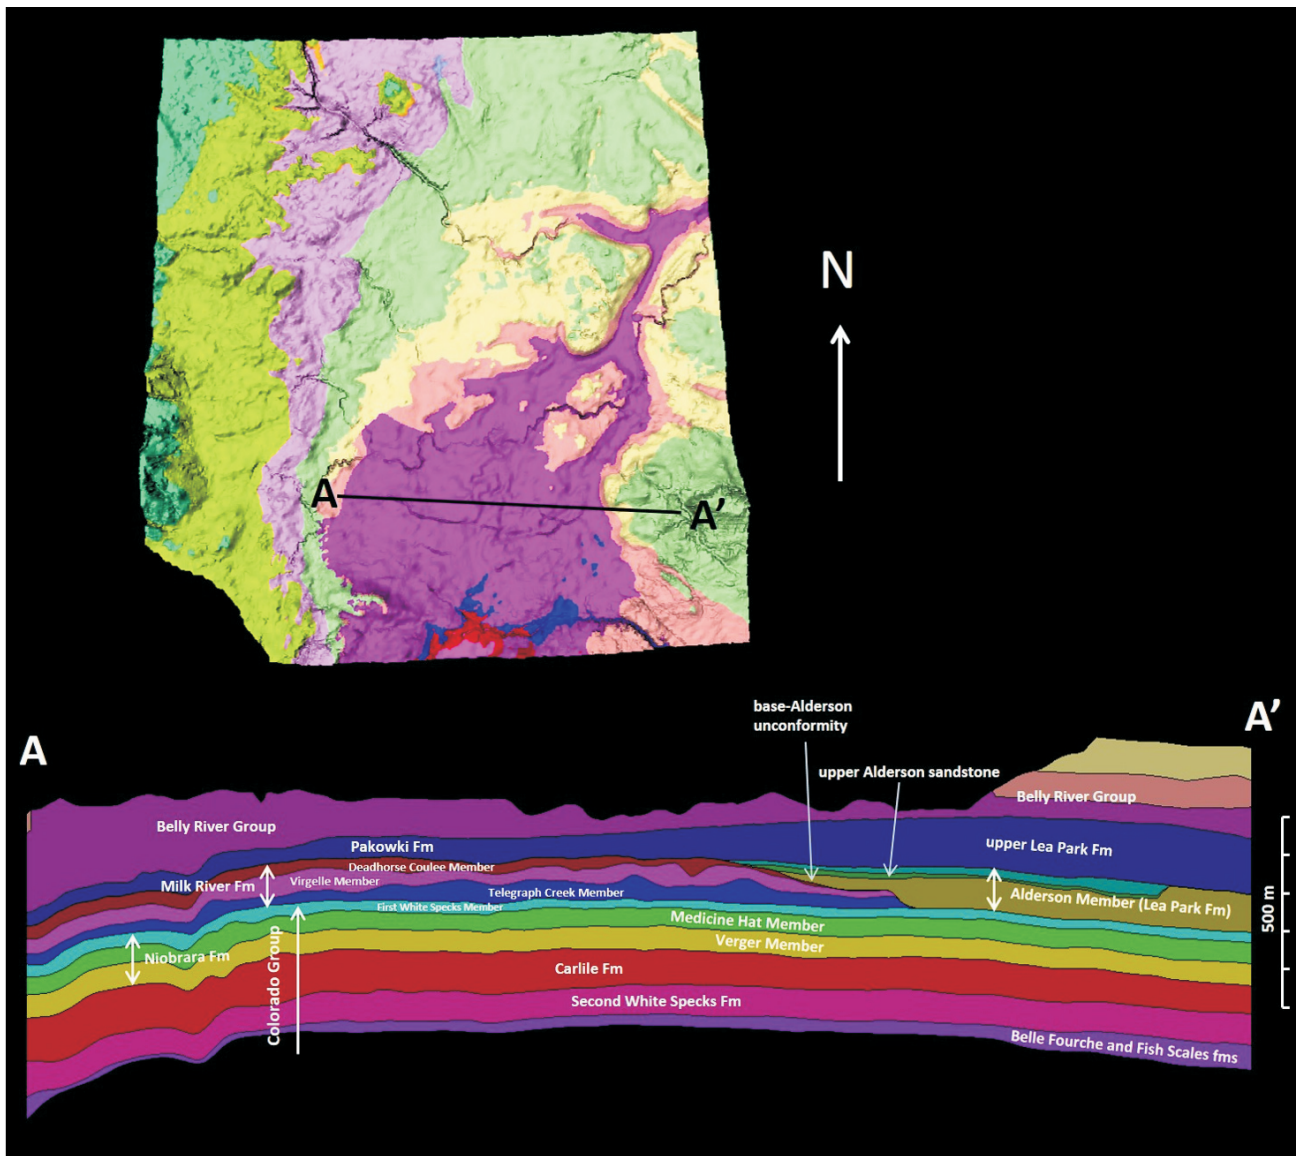 N
A
A’
A
A’
base-Alderson
unconformity
upper Alderson sandstone
Belly River Group
Belly River Group
Pakowki Fm
upper Lea Park Fm
Deadhorse Coulee Member
Milk River Fm
Virgelle Member
Telegraph Creek Member
Alderson Member (Lea Park Fm)
First White Specks Member
Medicine Hat Member
Niobrara Fm
Verger Member
Colorado Group
Carlile Fm
Second White Specks Fm
Belle Fourche and Fish Scales fms
500 m